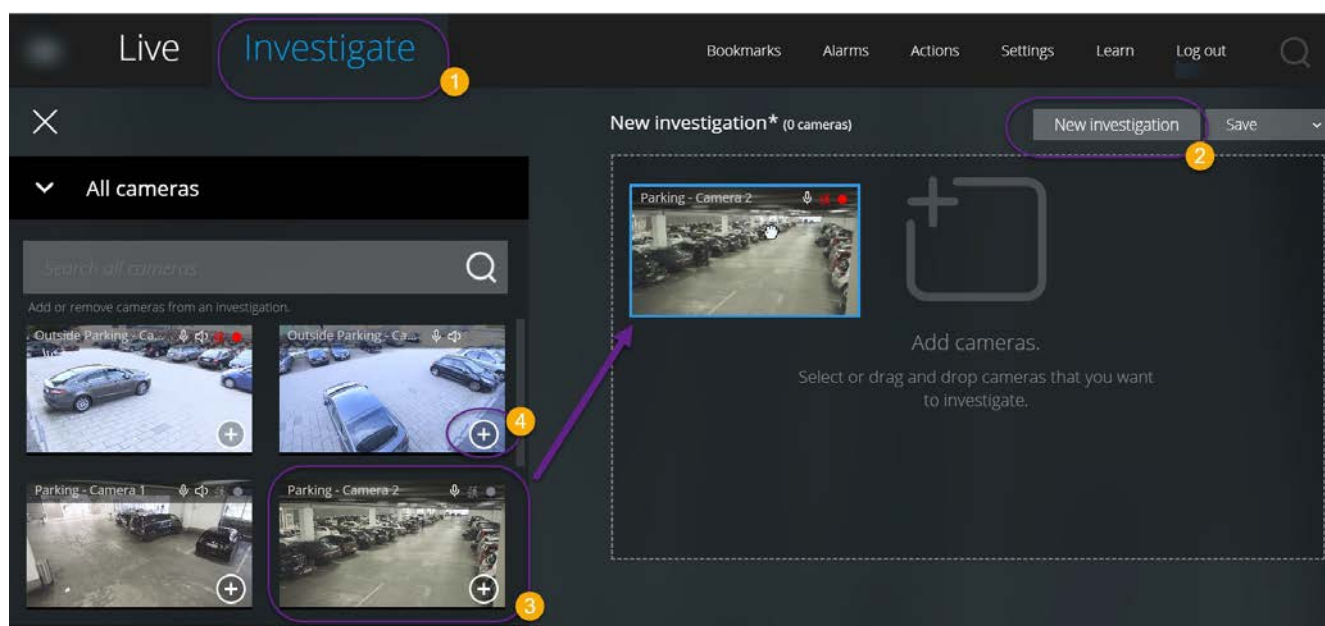 Live
Investigate
1
Bookmarks
Alarms
Actions
Settings
Learn
Log out
New investigation* (0 cameras)
New investigation
Save
2
All cameras
Search all cameras
Add or remove cameras from an investigation.
Outside Parking - Ca...
Outside Parking - Ca...
4
Parking - Camera 1
Parking - Camera 2
3
Parking - Camera 2
Add cameras.
Select or drag and drop cameras that you want
to investigate.